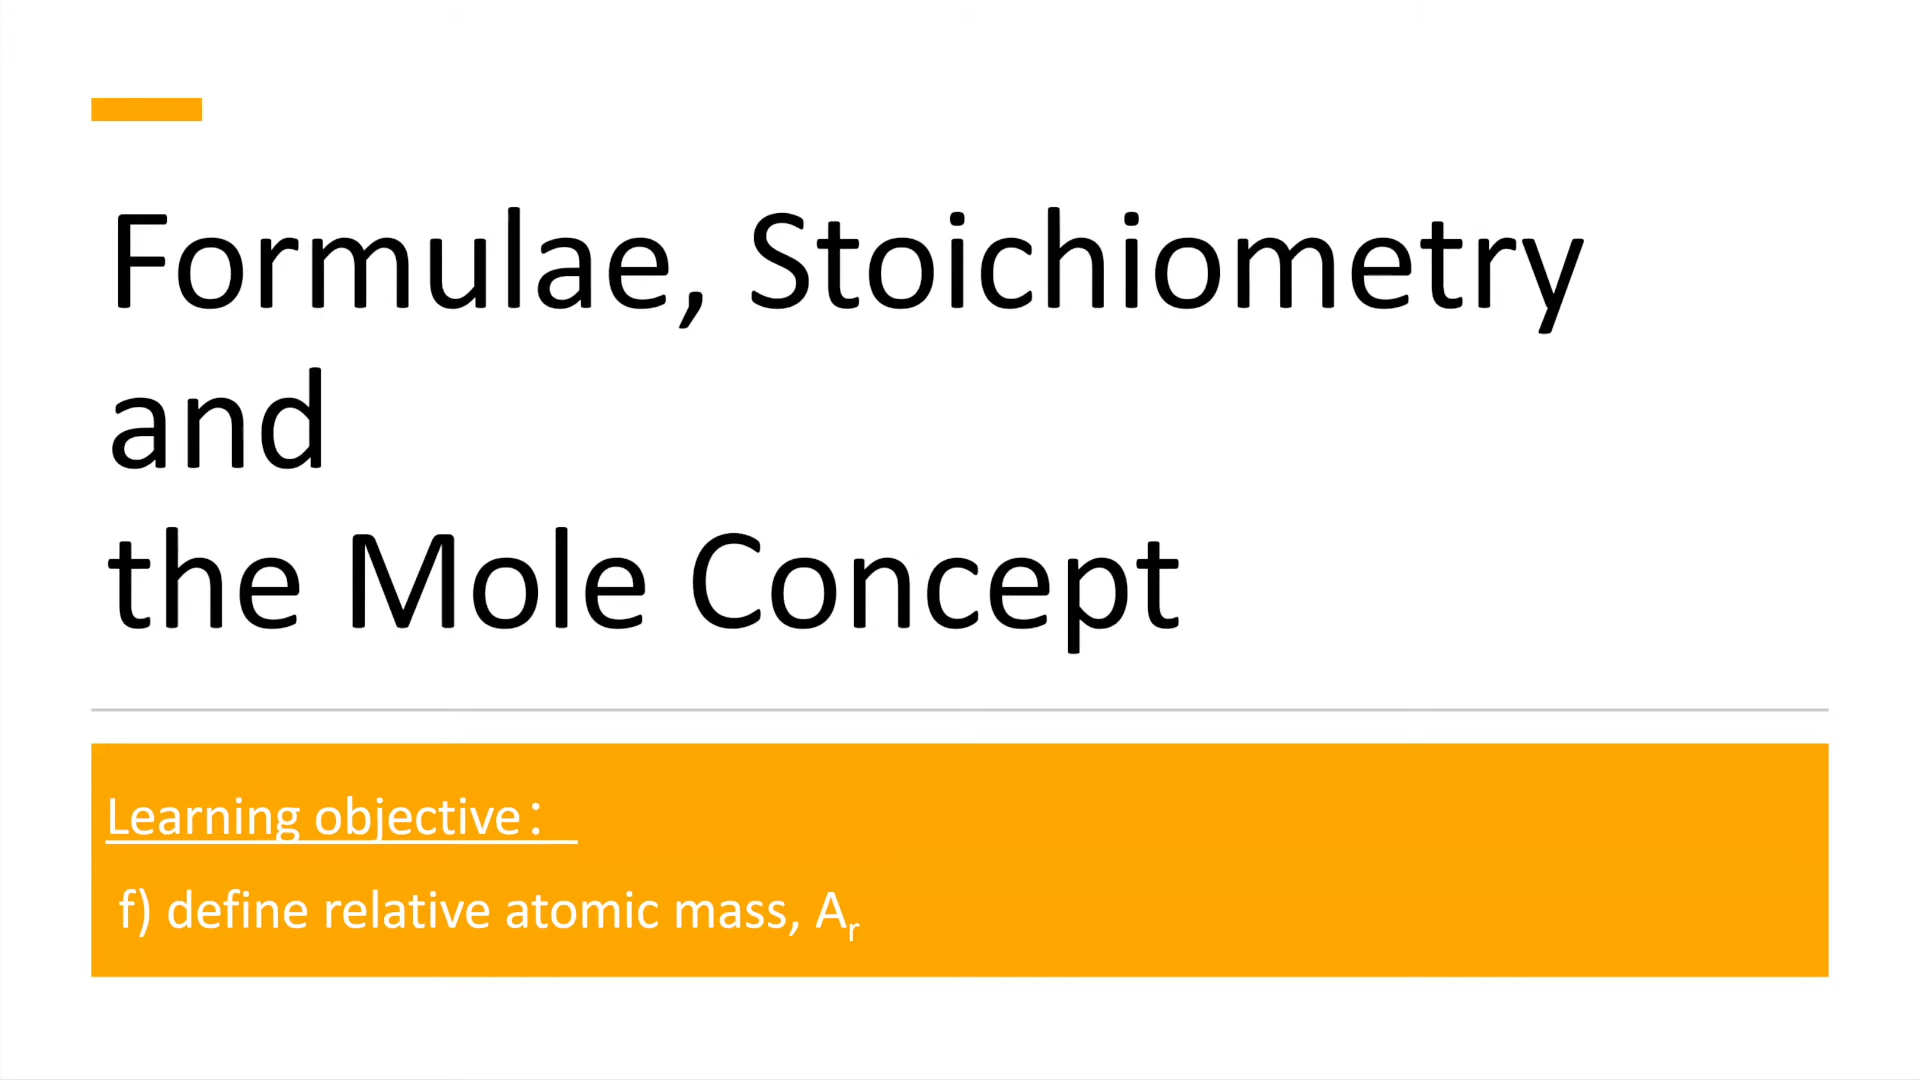 Formulae, Stoichiometry
and
the Mole Concept
Learning objective：
f) define relative atomic mass, Aᵣ